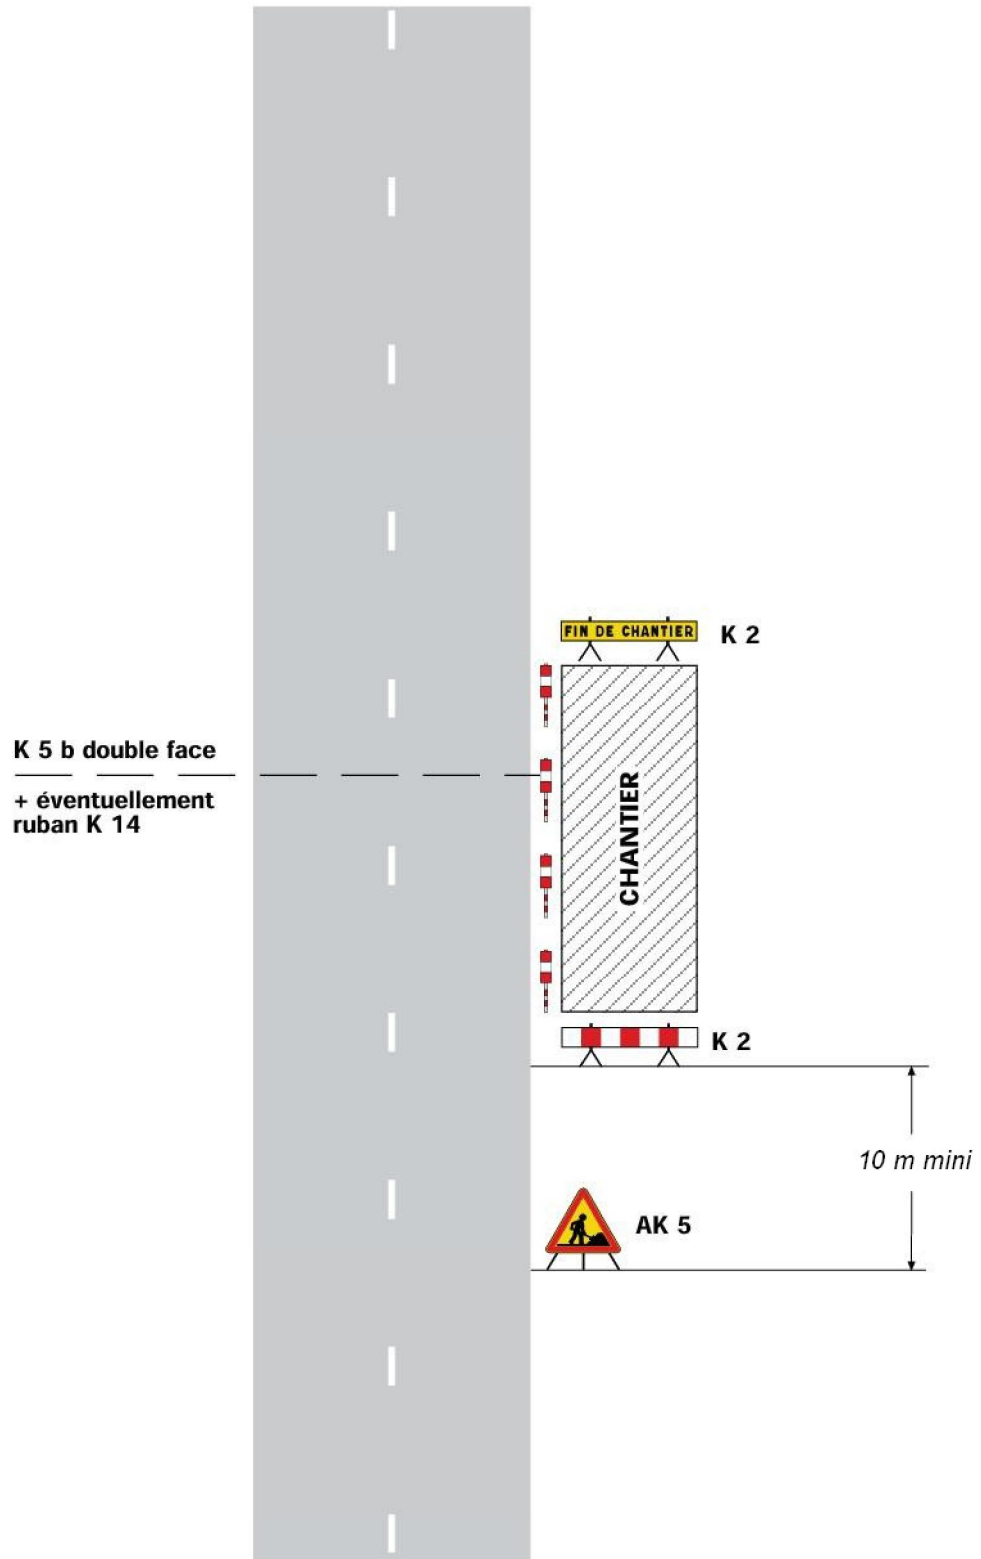 FIN DE CHANTIER
K 2
K 5 b double face
+ éventuellement
ruban K 14
CHANTIER
K 2
10 m mini
AK 5